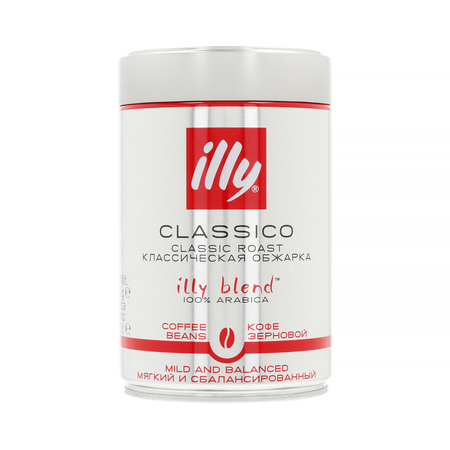 illy®
CLASSICO
CLASSIC ROAST
КЛАССИЧЕСКАЯ ОБЖАРКА
illy blend™
100% ARABICA
COFFEE BEANS
КОФЕ ЗЕРНОВОЙ
MILD AND BALANCED
МЯГКИЙ И СБАЛАНСИРОВАННЫЙ